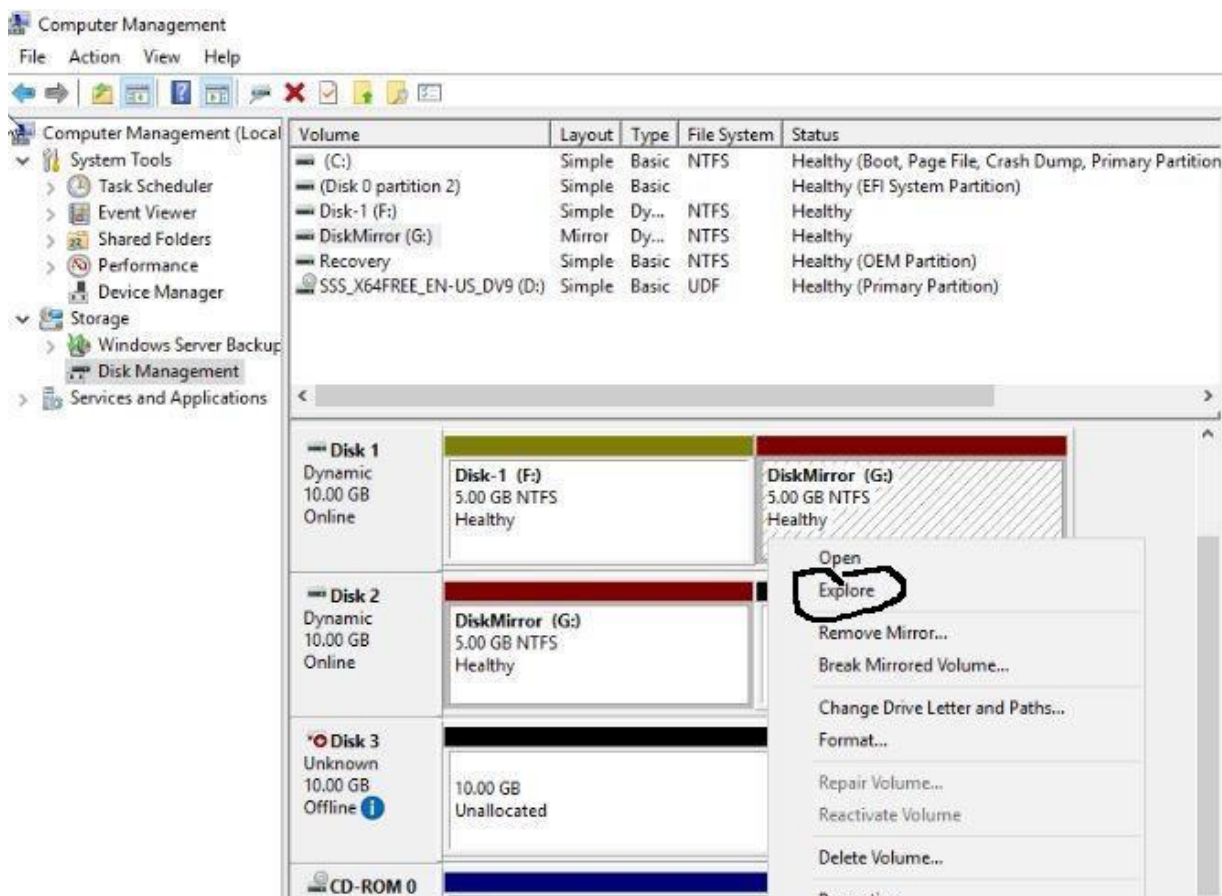 Computer Management
File Action View Help
Computer Management (Local
System Tools
Task Scheduler
Event Viewer
Shared Folders
Performance
Device Manager
Storage
Windows Server Backup
Disk Management
Services and Applications
Volume Layout Type File System Status
(C:) Simple Basic NTFS Healthy (Boot, Page File, Crash Dump, Primary Partition
(Disk 0 partition 2) Simple Basic Healthy (EFI System Partition)
Disk-1 (F:) Simple Dy... NTFS Healthy
DiskMirror (G:) Mirror Dy... NTFS Healthy
Recovery Simple Basic NTFS Healthy (OEM Partition)
SSS_X64FREE_EN-US_DV9 (D:) Simple Basic UDF Healthy (Primary Partition)
Disk 1
Dynamic
10.00 GB
Online
Disk-1 (F:)
5.00 GB NTFS
Healthy
DiskMirror (G:)
5.00 GB NTFS
Healthy
Disk 2
Dynamic
10.00 GB
Online
DiskMirror (G:)
5.00 GB NTFS
Healthy
Disk 3
Unknown
10.00 GB
Offline
10.00 GB
Unallocated
CD-ROM 0
Open
Explore
Remove Mirror...
Break Mirrored Volume...
Change Drive Letter and Paths...
Format...
Repair Volume...
Reactivate Volume
Delete Volume...